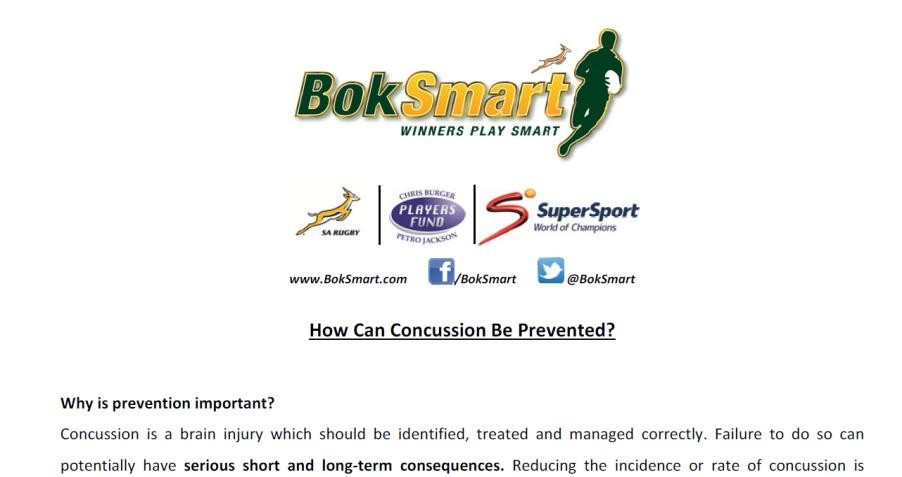 BokSmart
WINNERS PLAY SMART
SA RUGBY
CHRIS BURGER
PLAYERS
FUND
PETRO JACKSON
SuperSport
World of Champions
www.BokSmart.com f/BokSmart @BokSmart
How Can Concussion Be Prevented?
Why is prevention important?
Concussion is a brain injury which should be identified, treated and managed correctly. Failure to do so can
potentially have serious short and long-term consequences. Reducing the incidence or rate of concussion is